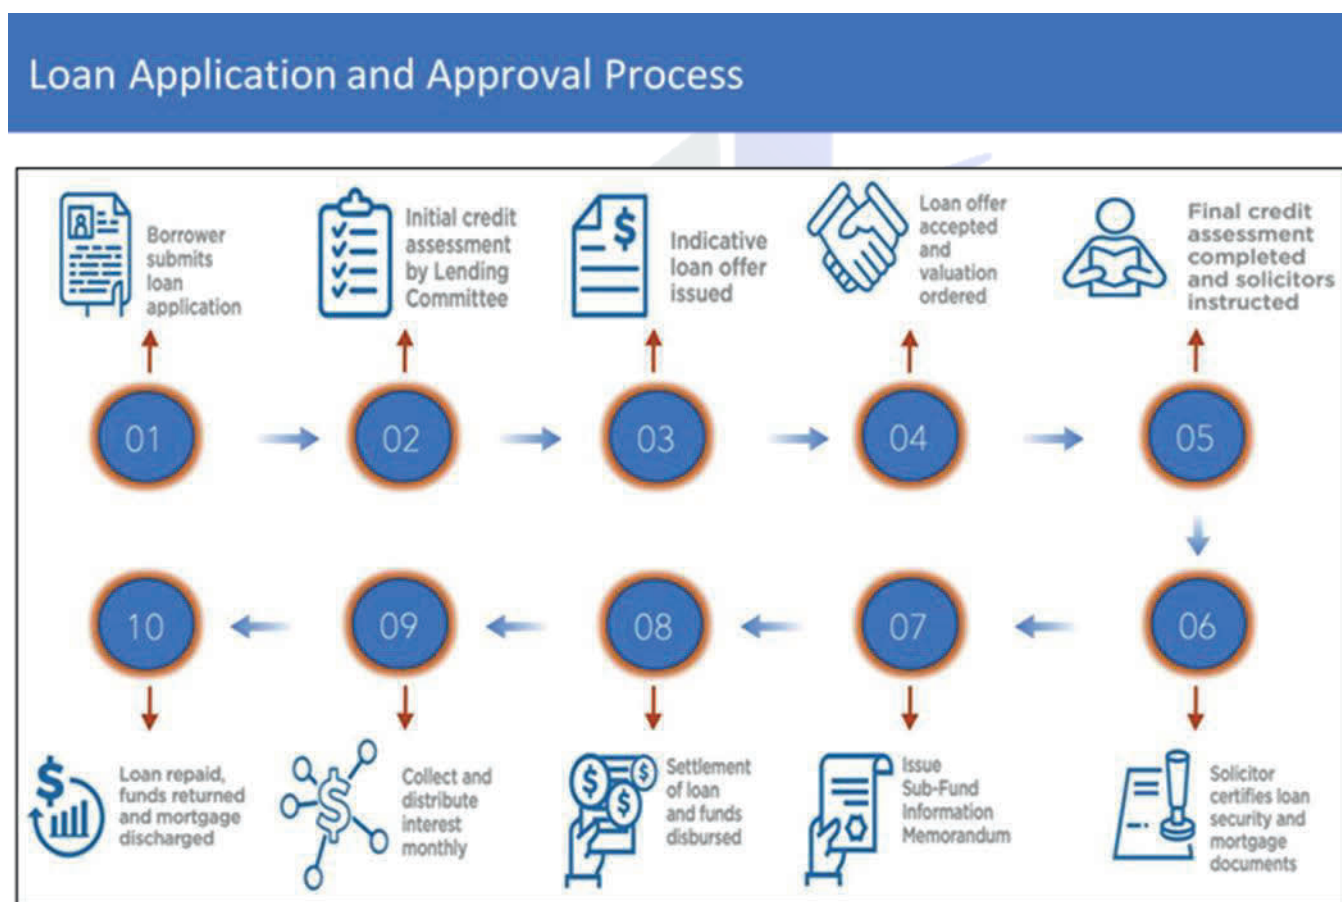 Loan Application and Approval Process
Borrower
submits
loan
application
Initial credit
assessment
by Lending
Committee
Indicative
loan offer
issued
Loan offer
accepted
and
valuation
ordered
Final credit
assessment
completed
and solicitors
instructed
01
02
03
04
05
10
09
08
07
06
Loan repaid,
funds returned
and mortgage
discharged
Collect and
distribute
interest
monthly
Settlement
of loan
and funds
disbursed
Issue
Sub-Fund
Information
Memorandum
Solicitor
certifies loan
security and
mortgage
documents